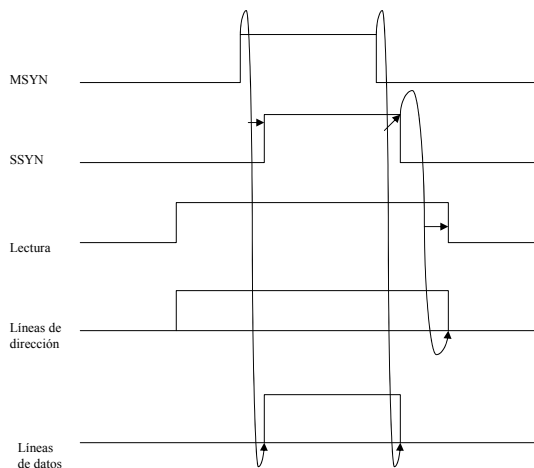 MSYN
SSYN
Lectura
Líneas de
dirección
Líneas
de datos